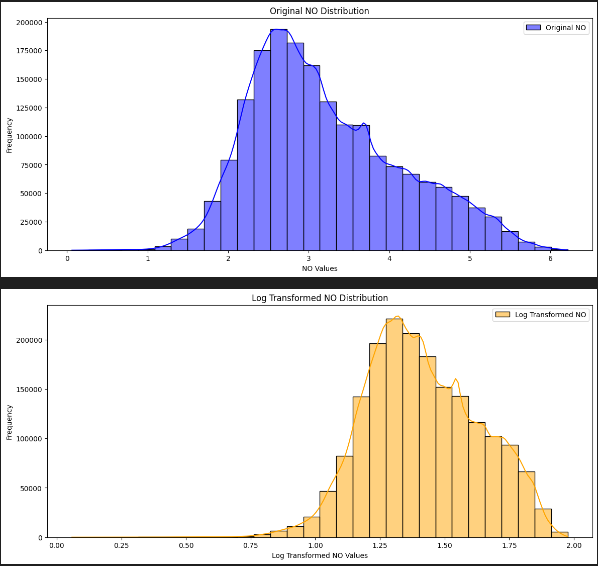 Original NO Distribution
Original NO
200000
175000
150000
125000
100000
75000
50000
25000
0
Frequency
0 1 2 3 4 5 6
NO Values
Log Transformed NO Distribution
Log Transformed NO
200000
150000
100000
50000
0
Frequency
0.00 0.25 0.50 0.75 1.00 1.25 1.50 1.75 2.00
Log Transformed NO Values